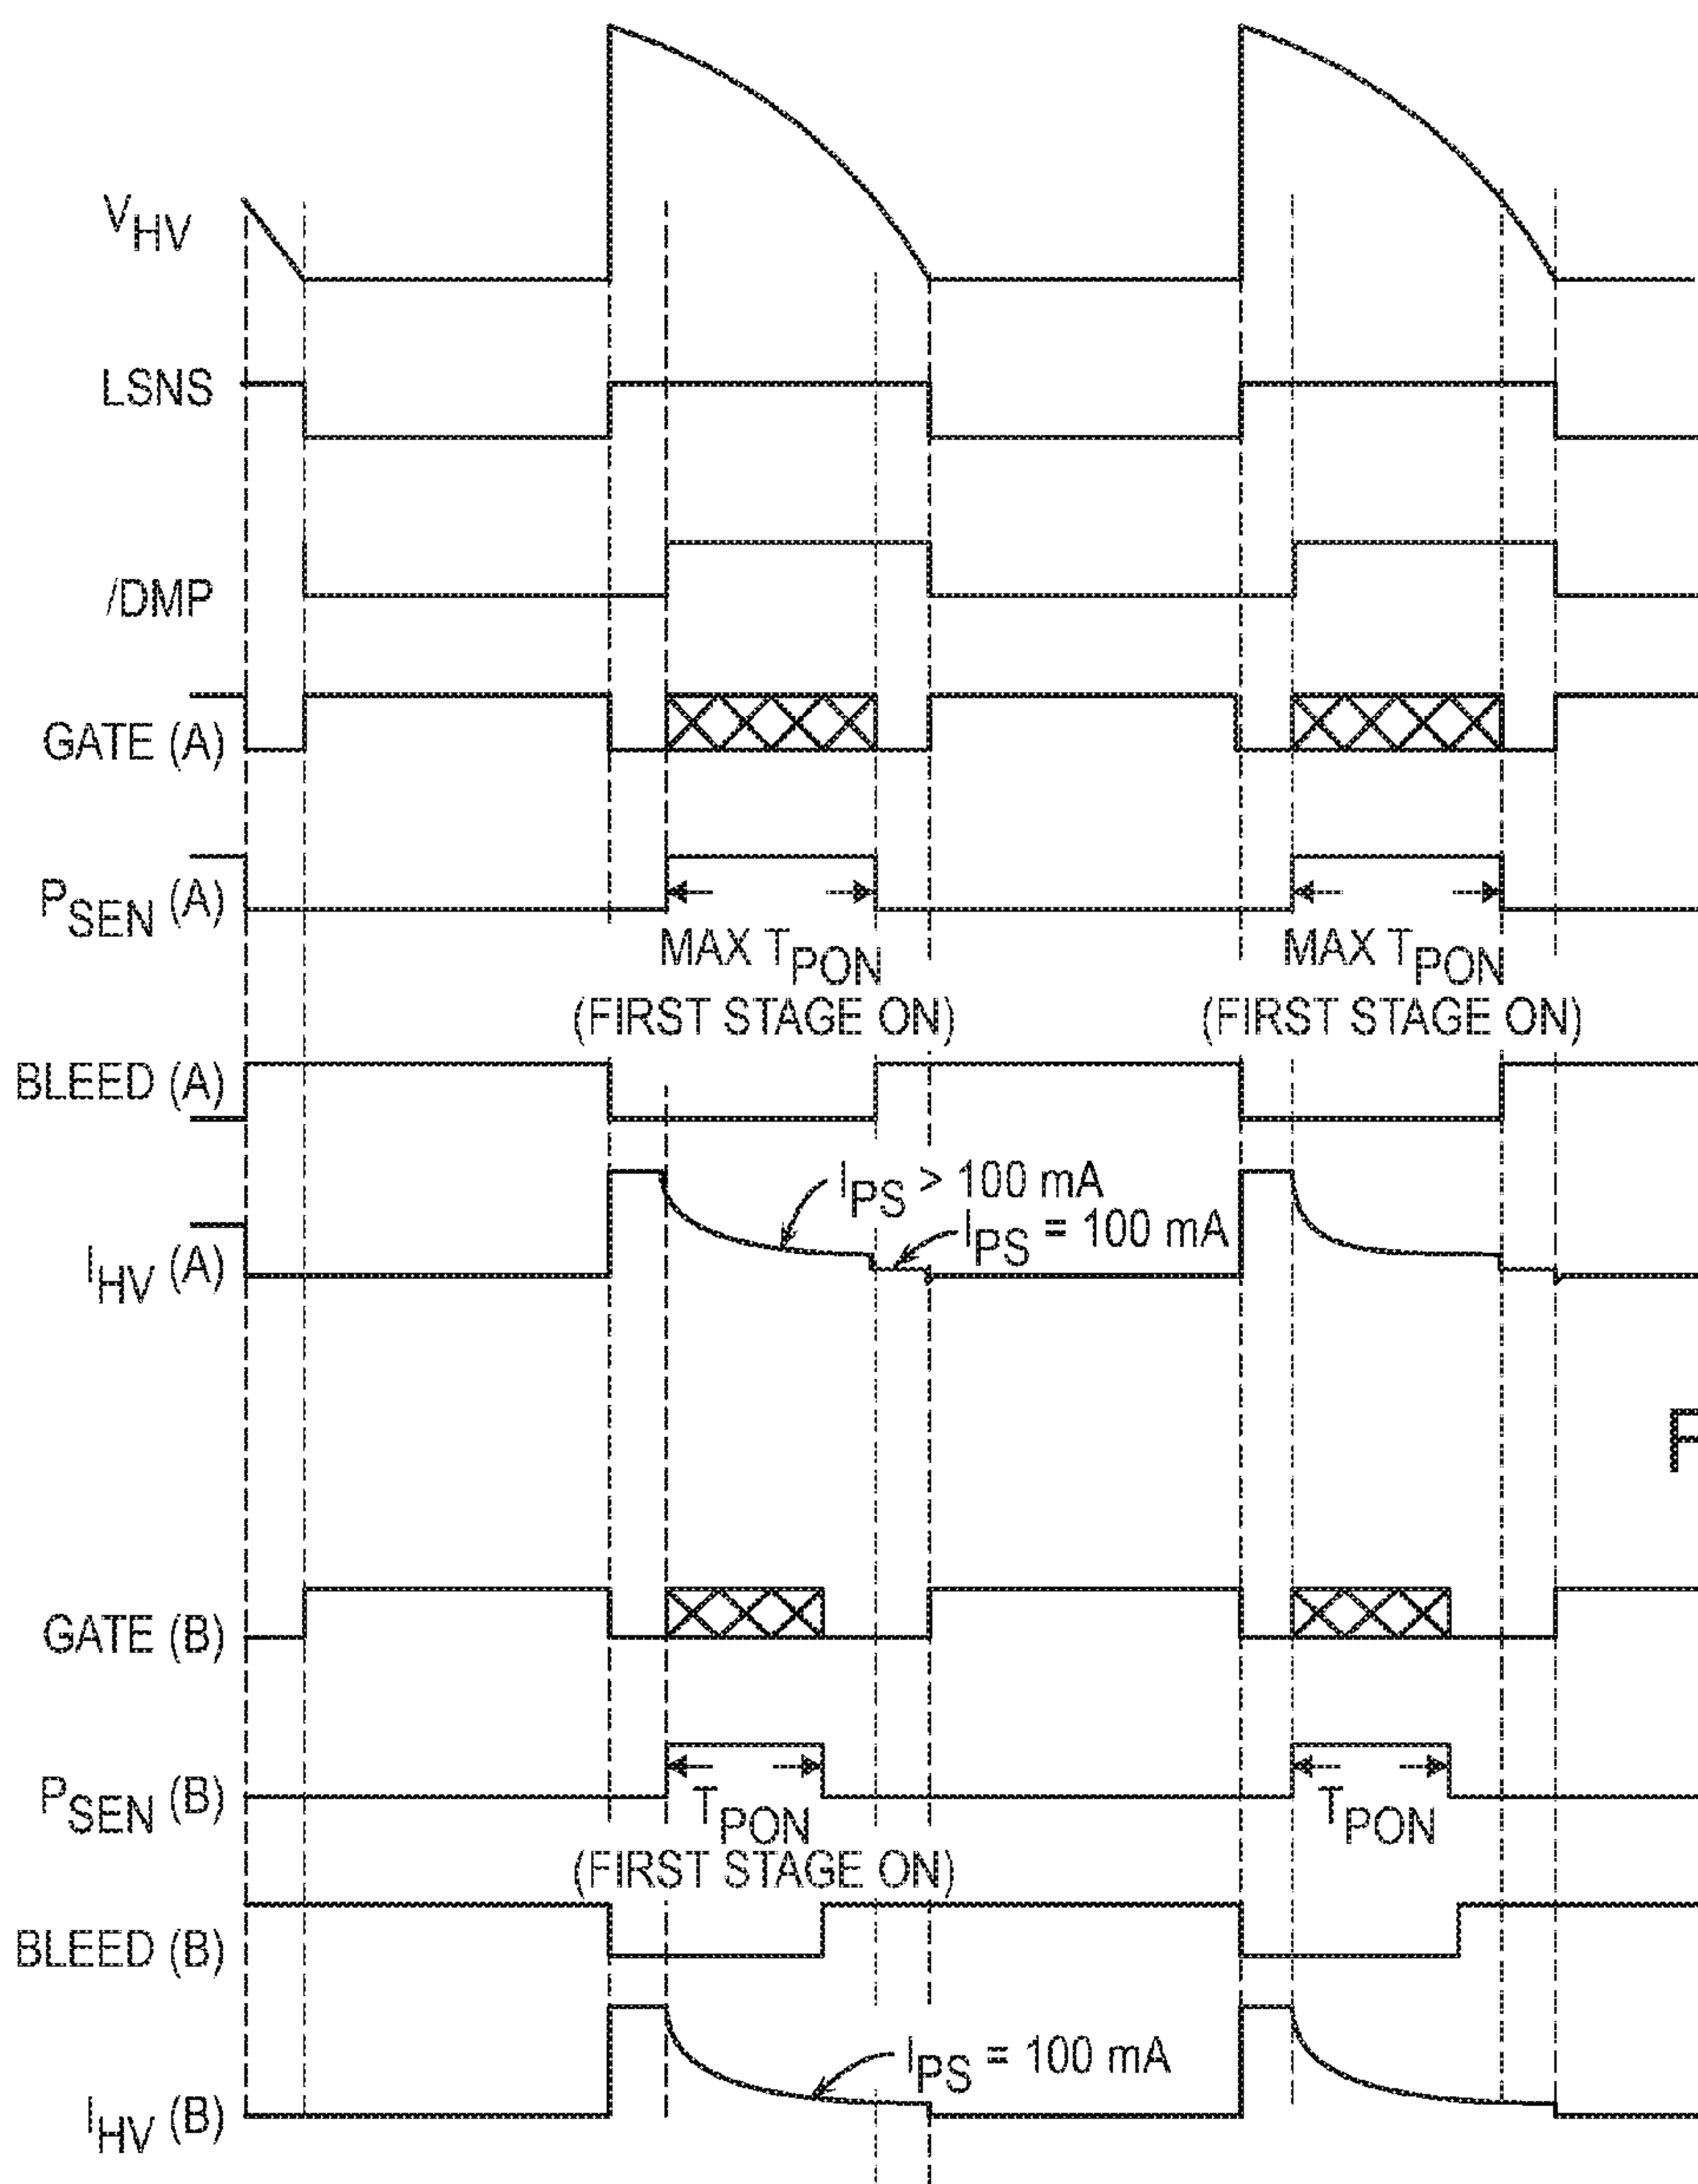 VHV
LSNS
/DMP
GATE (A)
PSEN (A)
MAX TPON
(FIRST STAGE ON)
MAX TPON
(FIRST STAGE ON)
BLEED (A)
IPS > 100 mA
IPS = 100 mA
IHV (A)
F
GATE (B)
PSEN (B)
TPON
(FIRST STAGE ON)
TPON
BLEED (B)
IPS = 100 mA
IHV (B)